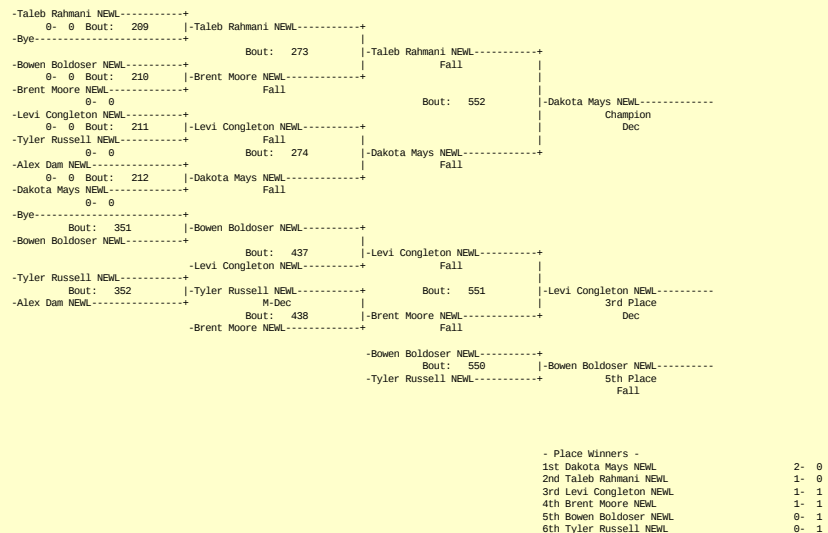 -Taleb Rahmani NEWL-----------+
0- 0 Bout: 209 |-Taleb Rahmani NEWL-----------+
-Bye-------------------------+ |
Bout: 273 |-Taleb Rahmani NEWL-----------+
-Bowen Boldoser NEWL----------+ | Fall |
0- 0 Bout: 210 |-Brent Moore NEWL-------------+ |
-Brent Moore NEWL-------------+ Fall |
0- 0 Bout: 552 |-Dakota Mays NEWL-------------
-Levi Congleton NEWL----------+ | Champion
0- 0 Bout: 211 |-Levi Congleton NEWL----------+ | Dec
-Tyler Russell NEWL-----------+ Fall | |
0- 0 Bout: 274 |-Dakota Mays NEWL-------------+
-Alex Dam NEWL----------------+ | Fall
0- 0 Bout: 212 |-Dakota Mays NEWL-------------+
-Dakota Mays NEWL-------------+ Fall
0- 0
-Bye-------------------------+
Bout: 351 |-Bowen Boldoser NEWL----------+
-Bowen Boldoser NEWL----------+ |
Bout: 437 |-Levi Congleton NEWL----------+
-Levi Congleton NEWL----------+ Fall |
-Tyler Russell NEWL-----------+ |
Bout: 352 |-Tyler Russell NEWL-----------+ Bout: 551 |-Levi Congleton NEWL----------
-Alex Dam NEWL----------------+ M-Dec | | 3rd Place
Bout: 438 |-Brent Moore NEWL-------------+ Dec
-Brent Moore NEWL-------------+ Fall
-Bowen Boldoser NEWL----------+
Bout: 550 |-Bowen Boldoser NEWL----------
-Tyler Russell NEWL-----------+ 5th Place
Fall
- Place Winners -
1st Dakota Mays NEWL 2- 0
2nd Taleb Rahmani NEWL 1- 0
3rd Levi Congleton NEWL 1- 1
4th Brent Moore NEWL 1- 1
5th Bowen Boldoser NEWL 0- 1
6th Tyler Russell NEWL 0- 1